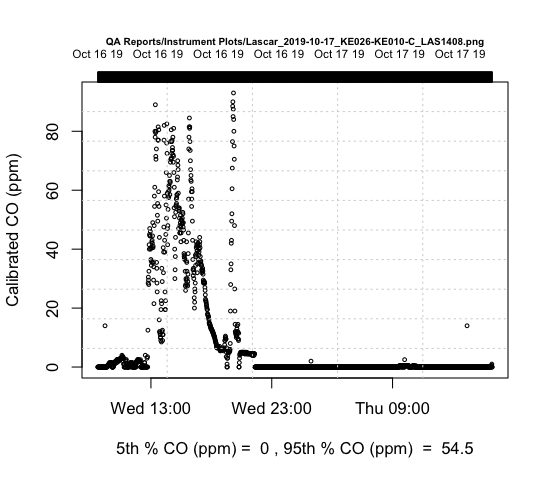 QA Reports/Instrument Plots/Lascar_2019-10-17_KE026-KE010-C_LAS1408.png
Oct 16 19 Oct 16 19 Oct 16 19 Oct 16 19 Oct 17 19 Oct 17 19 Oct 17 19
Calibrated CO (ppm)
80
60
40
20
0
Wed 13:00 Wed 23:00 Thu 09:00
5th % CO (ppm) = 0 , 95th % CO (ppm) = 54.5